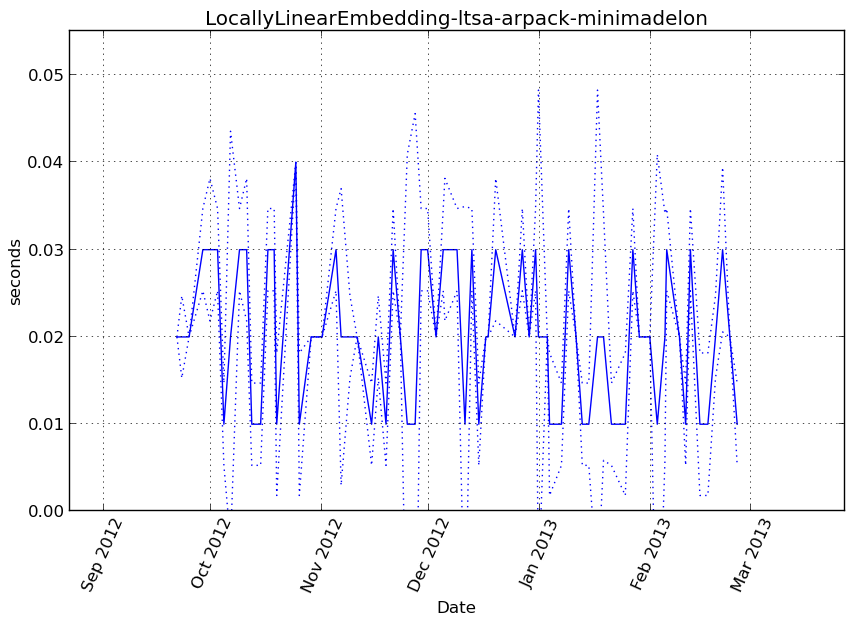 LocallyLinearEmbedding-ltsa-arpack-minimadelon
0.05
0.04
0.03
0.02
0.01
0.00
seconds
Sep 2012
Oct 2012
Nov 2012
Dec 2012
Jan 2013
Feb 2013
Mar 2013
Date